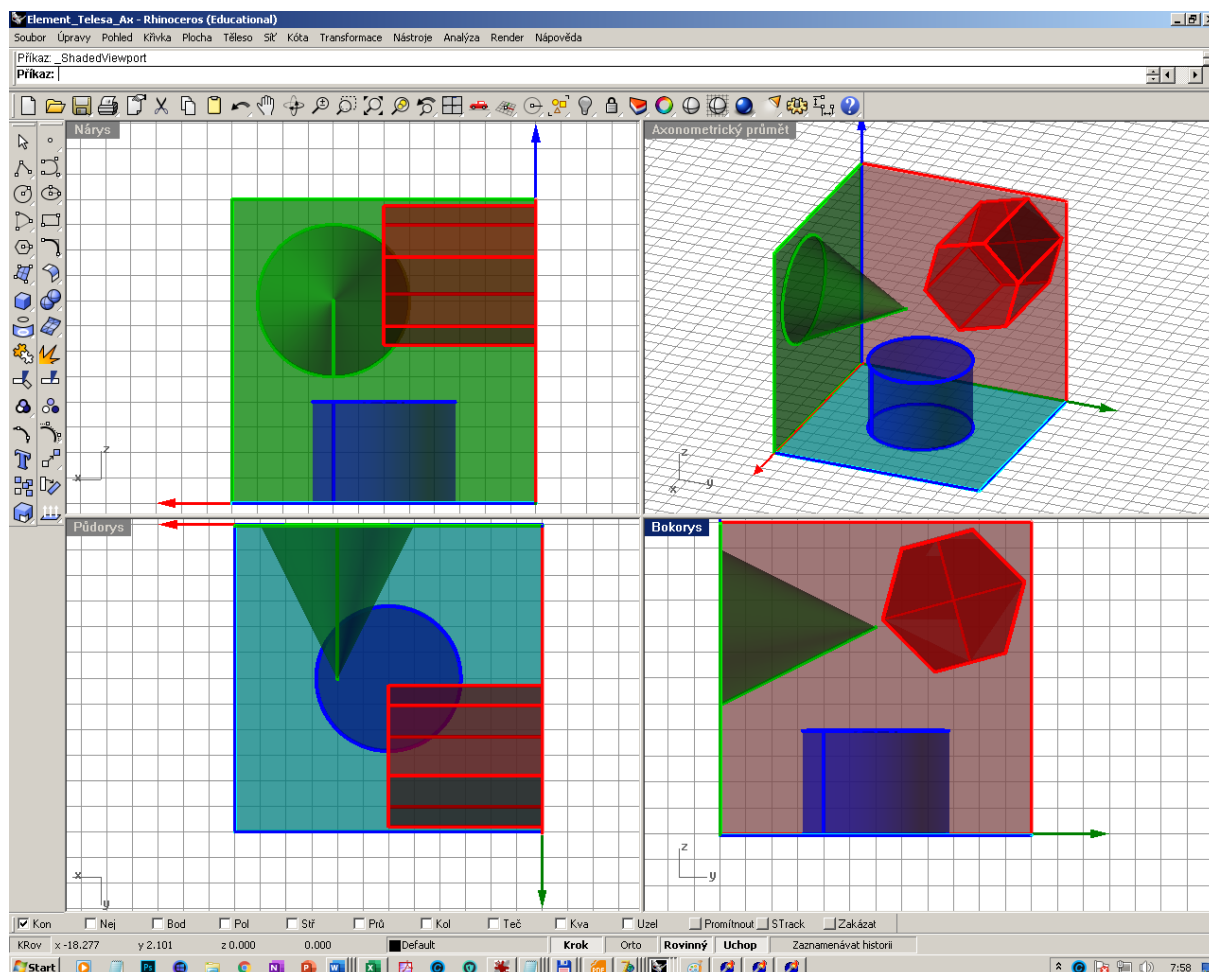 Element_Telesa_Ax - Rhinoceros (Educational)
Soubor Úpravy Pohled Křivka Plocha Těleso Síť Kóta Transformace Nástroje Analýza Render Nápověda
Příkaz: _ShadedViewport
Příkaz:
Nárys
Axonometrický průmět
z
x
z
x
y
Půdorys
Bokorys
x
y
z
y
Kon Nej Bod Pol Stř Prů Kol Teč Kva Uzel Promítnout STrack Zakázat
KRov x -18.277 y 2.101 z 0.000 0.000 Default Krok Orto Rovinný Uchop Zaznamenávat historii
Start 7:58